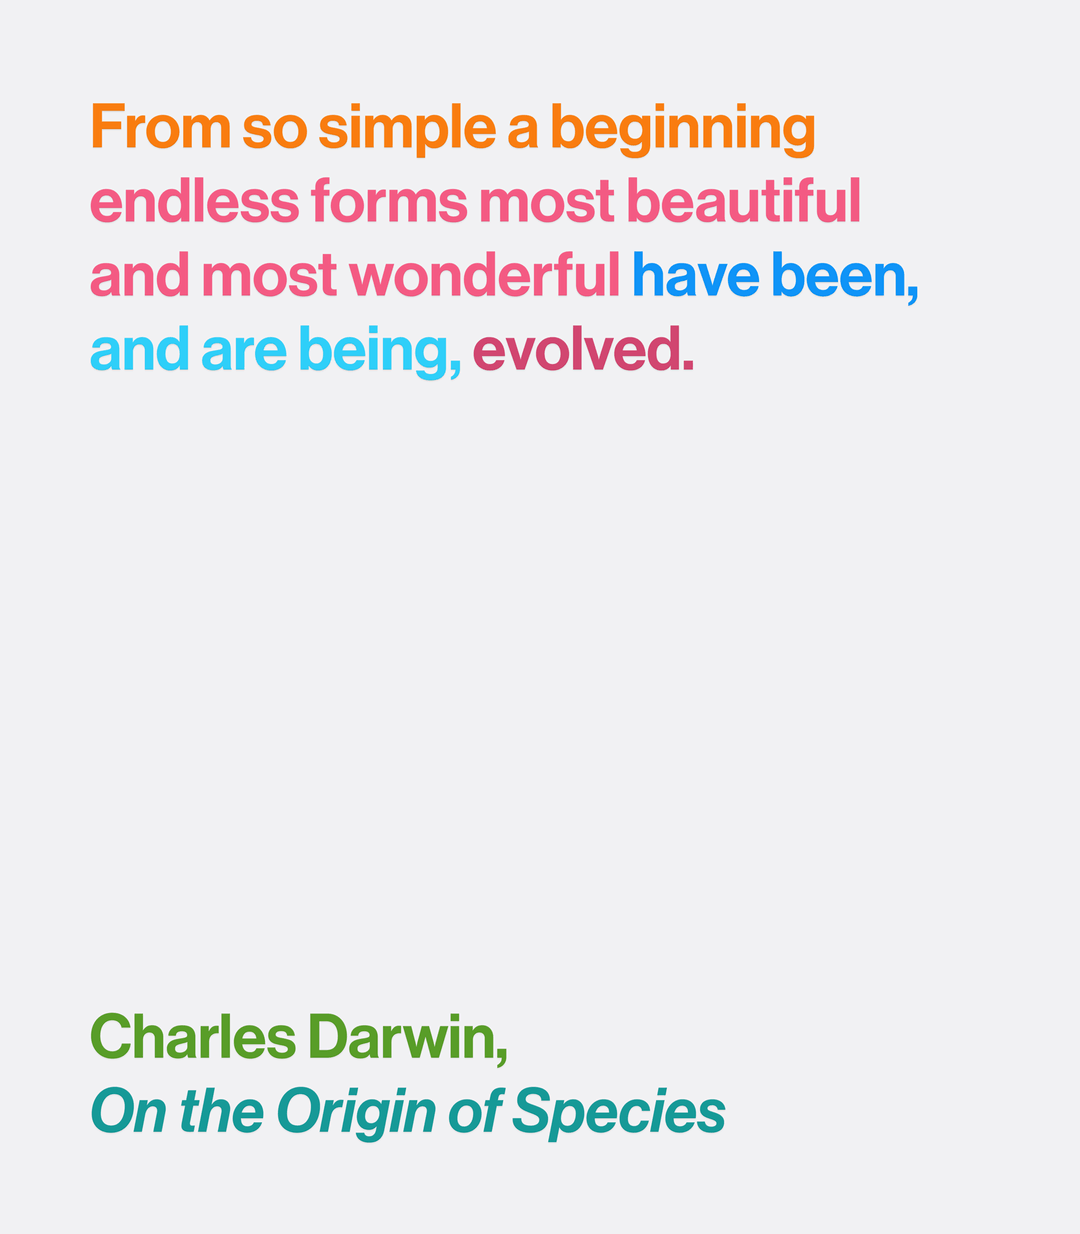 From so simple a beginning
endless forms most beautiful
and most wonderful have been,
and are being, evolved.
Charles Darwin,
On the Origin of Species